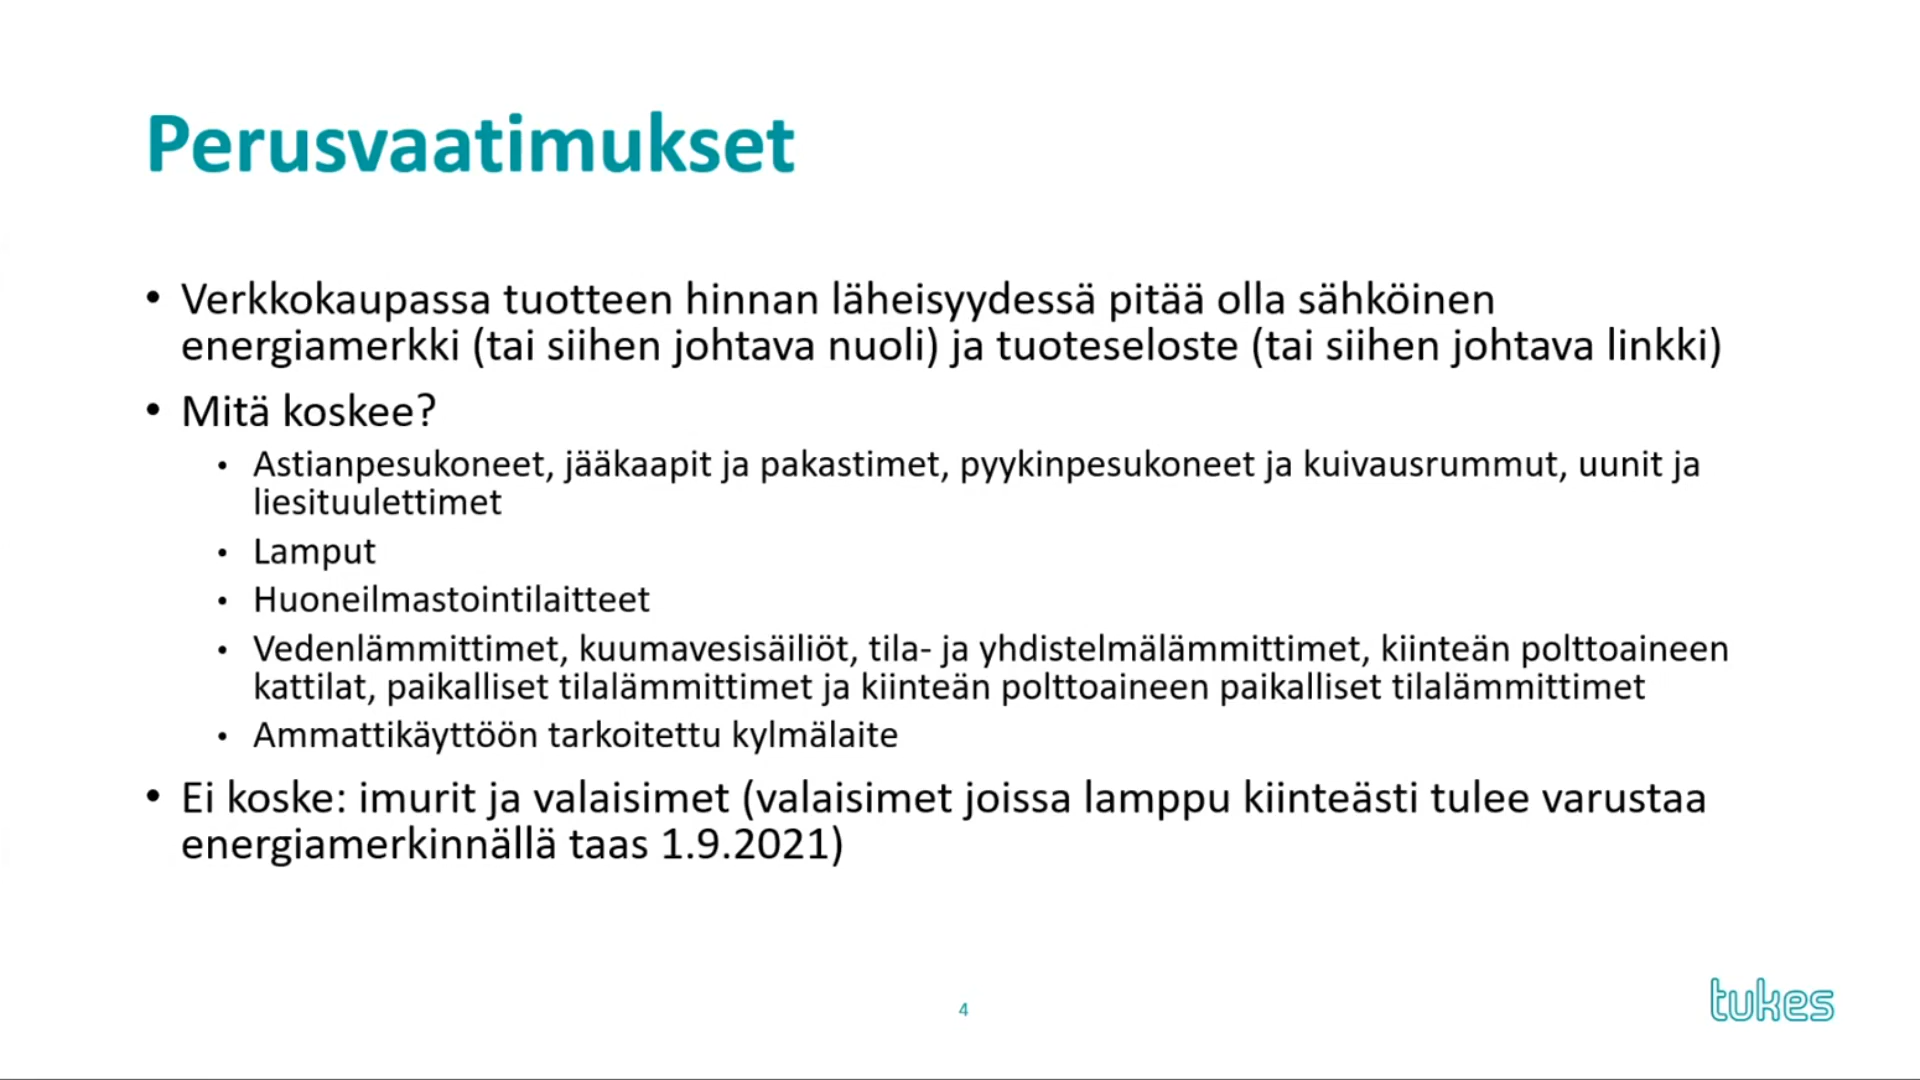 Perusvaatimukset
• Verkkokaupassa tuotteen hinnan läheisyydessä pitää olla sähköinen
energiamerkki (tai siihen johtava nuoli) ja tuoteseloste (tai siihen johtava linkki)
• Mitä koskee?
• Astianpesukoneet, jääkaapit ja pakastimet, pyykinpesukoneet ja kuivausrummut, uunit ja
liesituulettimet
• Lamput
• Huoneilmastointilaitteet
• Vedenlämmittimet, kuumavesisäiliöt, tila- ja yhdistelmälämmittimet, kiinteän polttoaineen
kattilat, paikalliset tilalämmittimet ja kiinteän polttoaineen paikalliset tilalämmittimet
• Ammattikäyttöön tarkoitettu kylmälaite
• Ei koske: imurit ja valaisimet (valaisimet joissa lamppu kiinteästi tulee varustaa
energiamerkinnällä taas 1.9.2021)
4
tukes